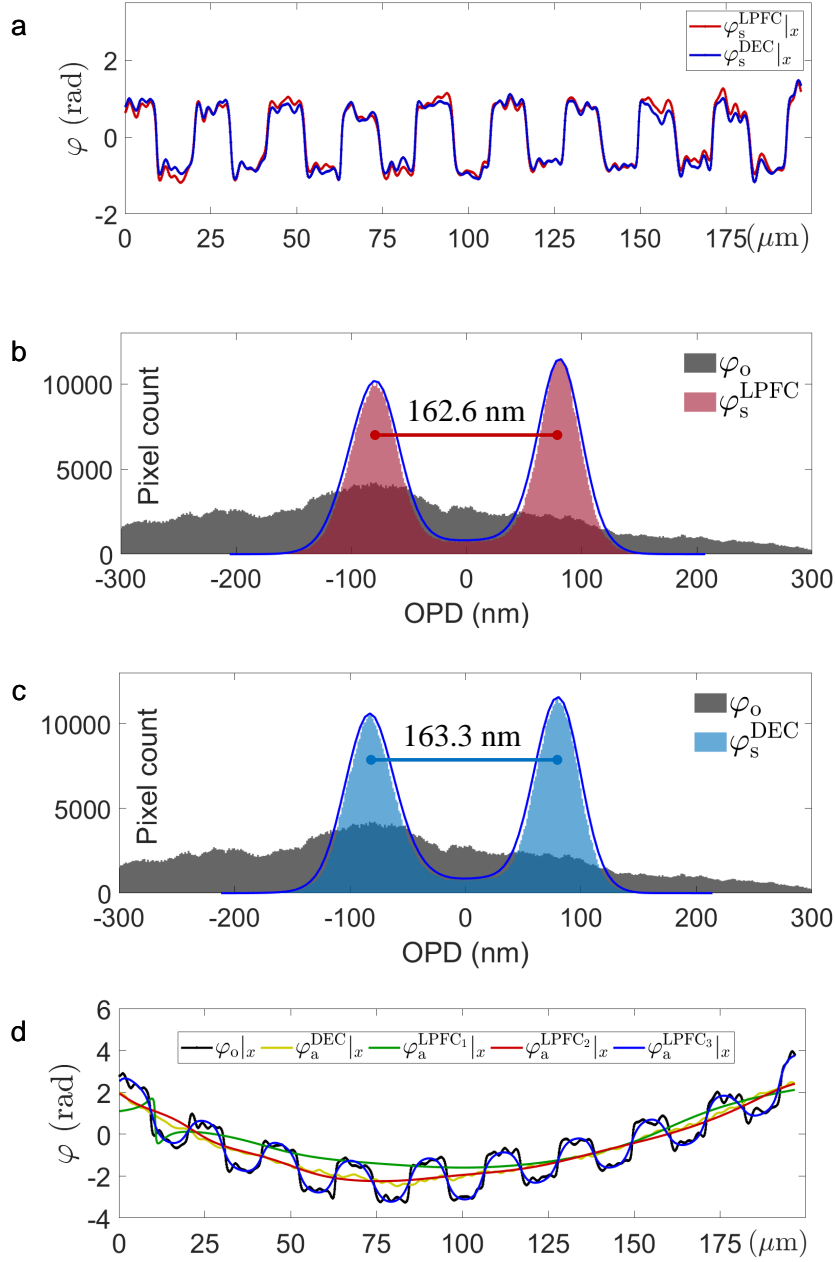 a
φ_s^LPFC|_x
φ_s^DEC|_x
φ (rad)
2
0
-2
0 25 50 75 100 125 150 175 (μm)
b
φ_o
φ_s^LPFC
162.6 nm
Pixel count
10000
5000
0
-300 -200 -100 0 100 200 300
OPD (nm)
c
φ_o
φ_s^DEC
163.3 nm
Pixel count
10000
5000
0
-300 -200 -100 0 100 200 300
OPD (nm)
d
φ_o|_x φ_a^DEC|_x φ_a^LPFC_1|_x φ_a^LPFC_2|_x φ_a^LPFC_3|_x
φ (rad)
6
4
2
0
-2
-4
0 25 50 75 100 125 150 175 (μm)